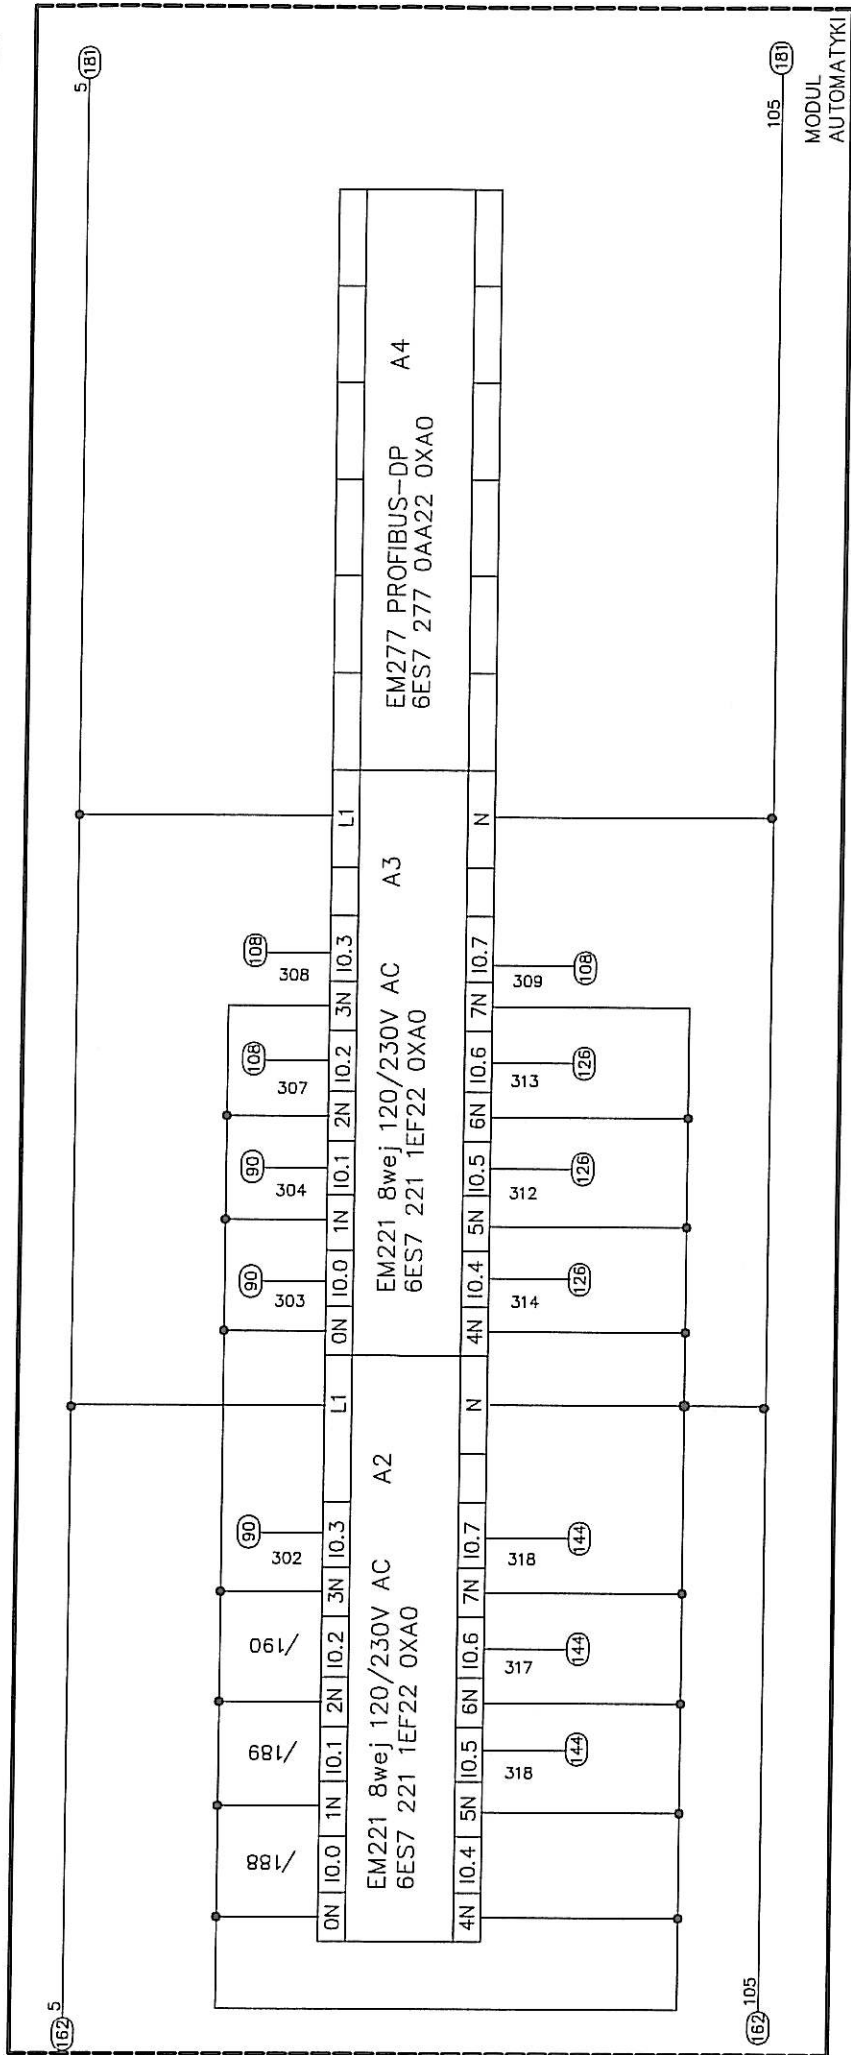 162 5
5 181
/188
/189
/190
90
302
90
303
90
304
108
307
108
308
0N I0.0 1N I0.1 2N I0.2 3N I0.3 L1
0N I0.0 1N I0.1 2N I0.2 3N I0.3 L1
EM221 8wej 120/230V AC
6ES7 221 1EF22 0XA0
A2
EM221 8wej 120/230V AC
6ES7 221 1EF22 0XA0
A3
EM277 PROFIBUS-DP
6ES7 277 0AA22 0XA0
A4
4N I0.4 5N I0.5 6N I0.6 7N I0.7 N
4N I0.4 5N I0.5 6N I0.6 7N I0.7 N
318
144
317
144
318
144
314
126
312
126
313
126
309
108
162 105
105 181
MODUL
AUTOMATYKI